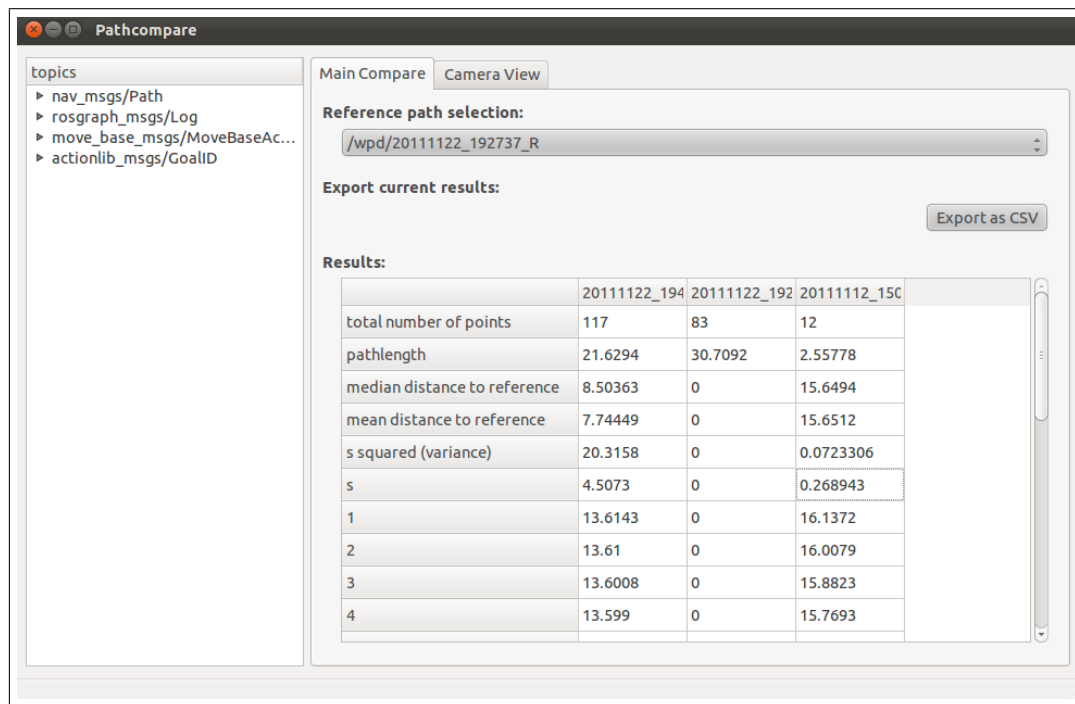 Pathcompare
topics
nav_msgs/Path
rosgraph_msgs/Log
move_base_msgs/MoveBaseAc...
actionlib_msgs/GoalID
Main Compare Camera View
Reference path selection:
/wpd/20111122_192737_R
Export current results:
Export as CSV
Results:
20111122_194 20111122_192 20111112_150
total number of points 117 83 12
pathlength 21.6294 30.7092 2.55778
median distance to reference 8.50363 0 15.6494
mean distance to reference 7.74449 0 15.6512
s squared (variance) 20.3158 0 0.0723306
s 4.5073 0 0.268943
1 13.6143 0 16.1372
2 13.61 0 16.0079
3 13.6008 0 15.8823
4 13.599 0 15.7693